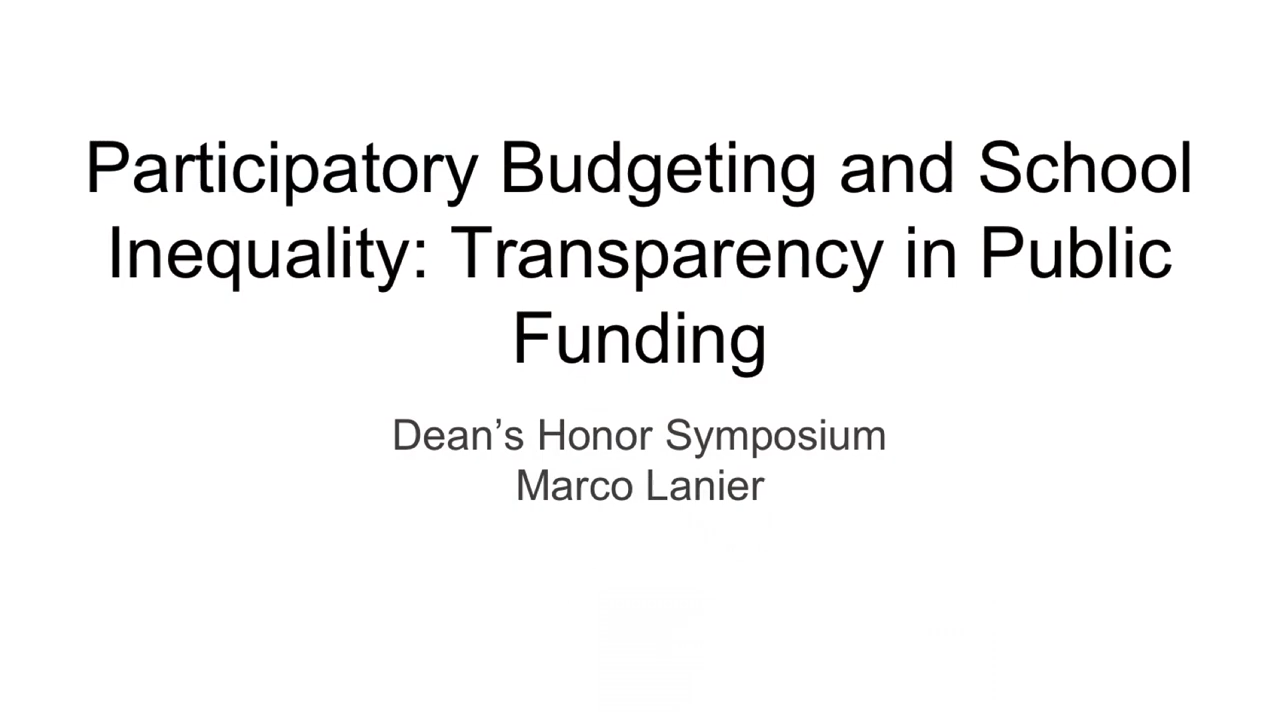 Participatory Budgeting and School
Inequality: Transparency in Public
Funding
Dean’s Honor Symposium
Marco Lanier